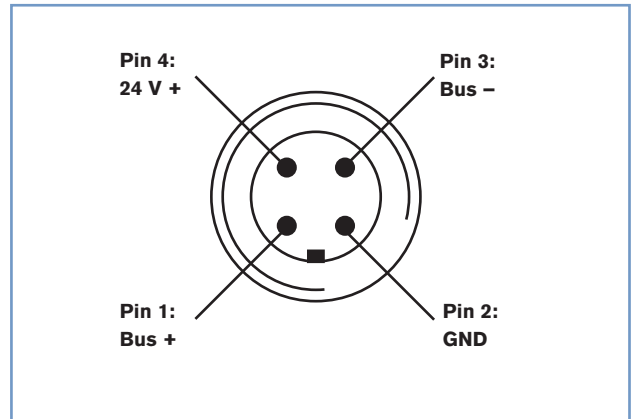 Pin 4:
24 V +
Pin 3:
Bus –
Pin 1:
Bus +
Pin 2:
GND